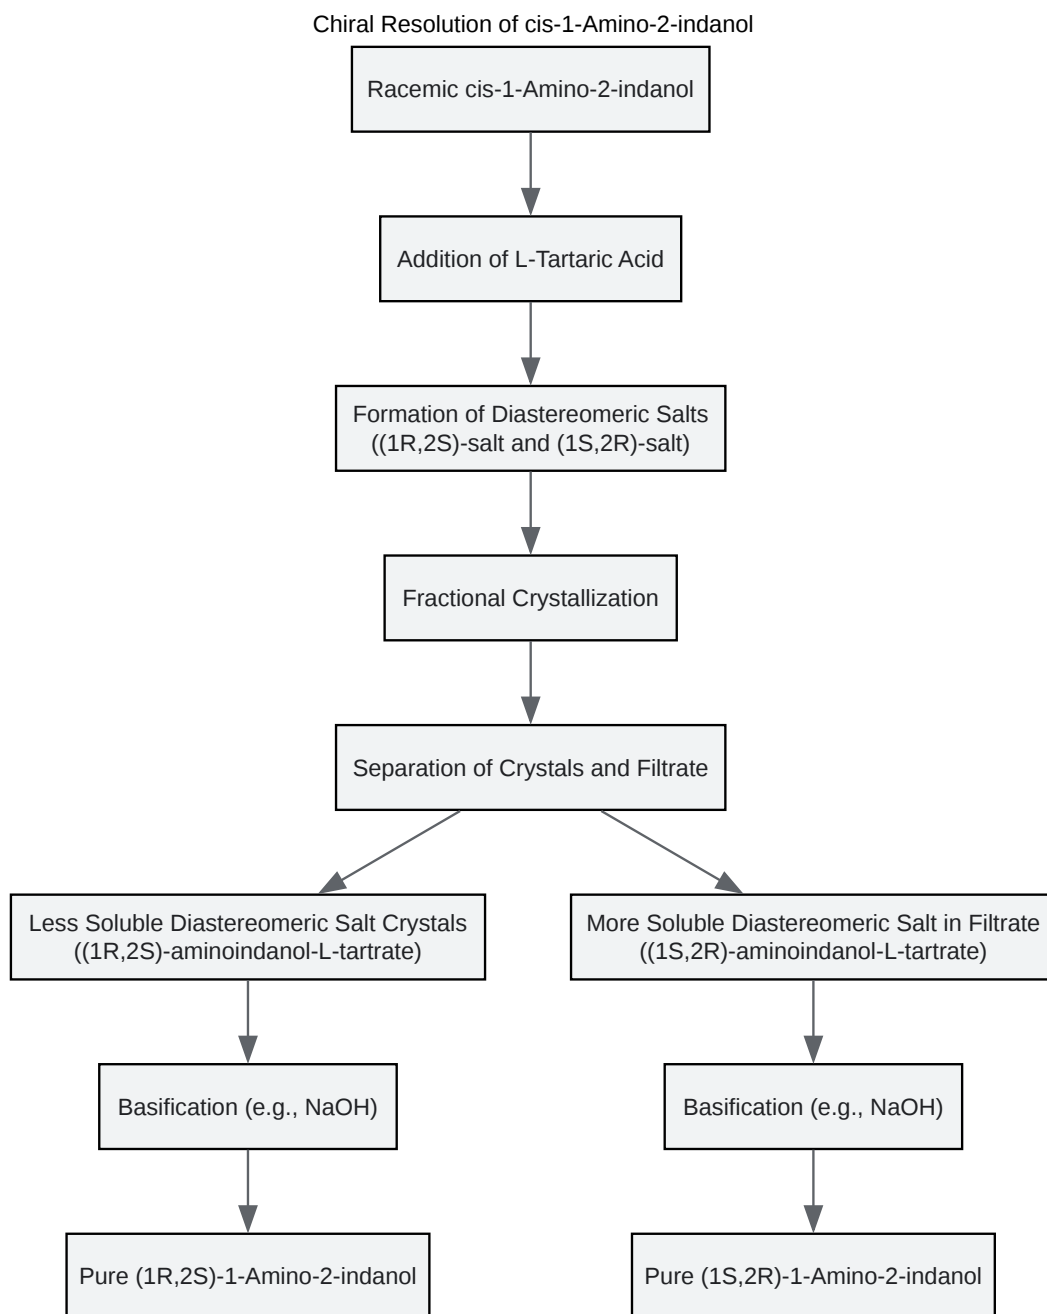 Chiral Resolution of cis-1-Amino-2-indanol
Racemic cis-1-Amino-2-indanol
Addition of L-Tartaric Acid
Formation of Diastereomeric Salts
((1R,2S)-salt and (1S,2R)-salt)
Fractional Crystallization
Separation of Crystals and Filtrate
Less Soluble Diastereomeric Salt Crystals
((1R,2S)-aminoindanol-L-tartrate)
More Soluble Diastereomeric Salt in Filtrate
((1S,2R)-aminoindanol-L-tartrate)
Basification (e.g., NaOH)
Basification (e.g., NaOH)
Pure (1R,2S)-1-Amino-2-indanol
Pure (1S,2R)-1-Amino-2-indanol